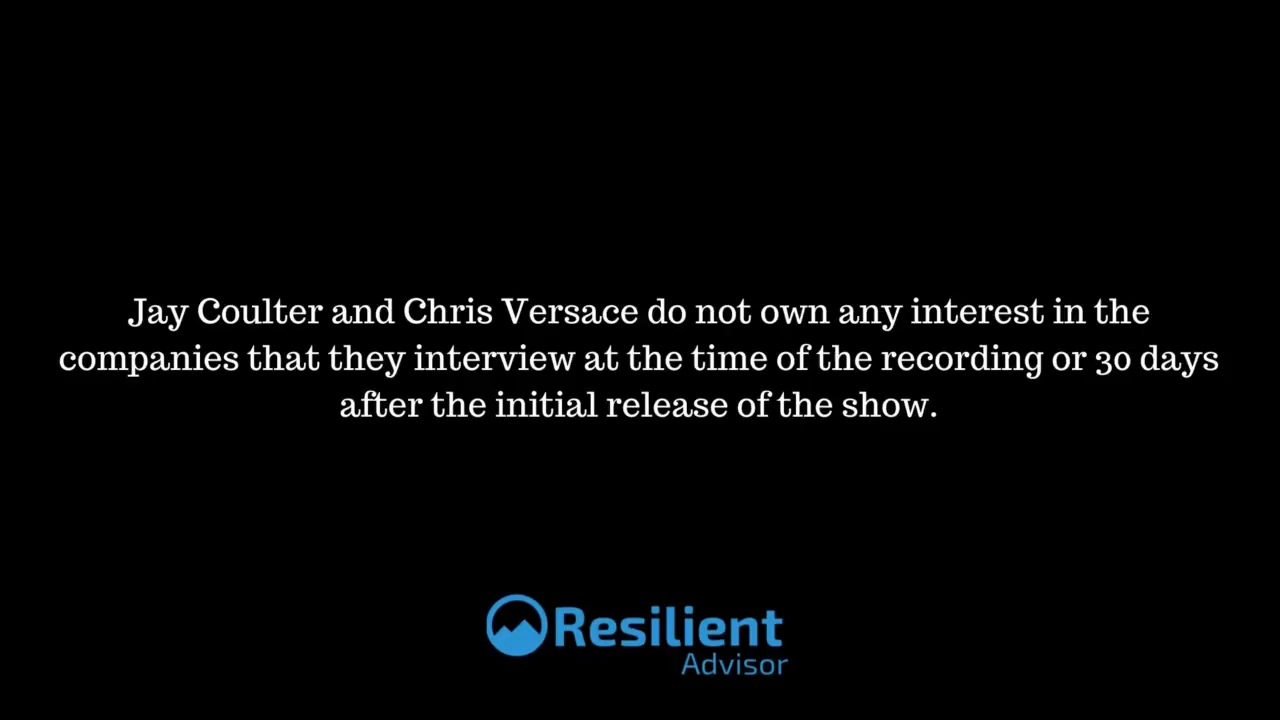 Jay Coulter and Chris Versace do not own any interest in the
companies that they interview at the time of the recording or 30 days
after the initial release of the show.
Resilient
Advisor